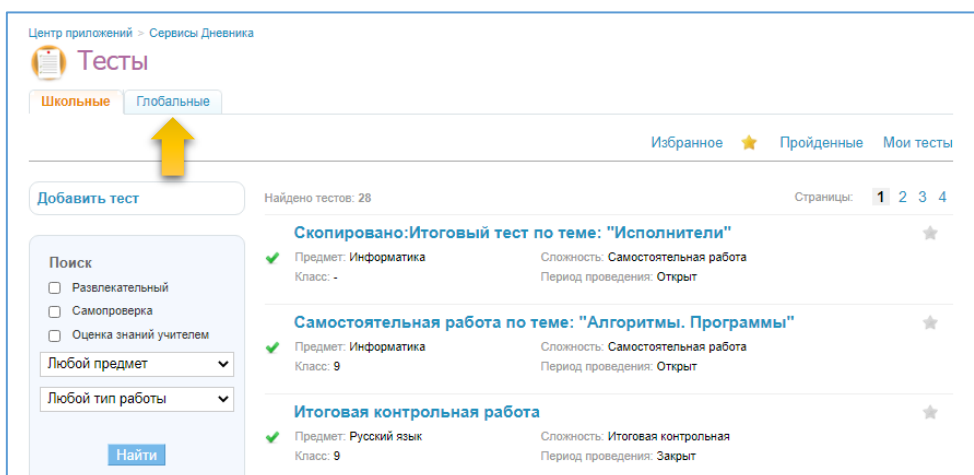 Центр приложений > Сервисы Дневника
Тесты
Школьные Глобальные
Избранное Пройденные Мои тесты
Добавить тест
Найдено тестов: 28 Страницы: 1 2 3 4
Поиск
Развлекательный
Самопроверка
Оценка знаний учителем
Любой предмет
Любой тип работы
Найти
Скопировано:Итоговый тест по теме: "Исполнители"
Предмет: Информатика Сложность: Самостоятельная работа
Класс: - Период проведения: Открыт
Самостоятельная работа по теме: "Алгоритмы. Программы"
Предмет: Информатика Сложность: Самостоятельная работа
Класс: 9 Период проведения: Открыт
Итоговая контрольная работа
Предмет: Русский язык Сложность: Итоговая контрольная
Класс: 9 Период проведения: Закрыт